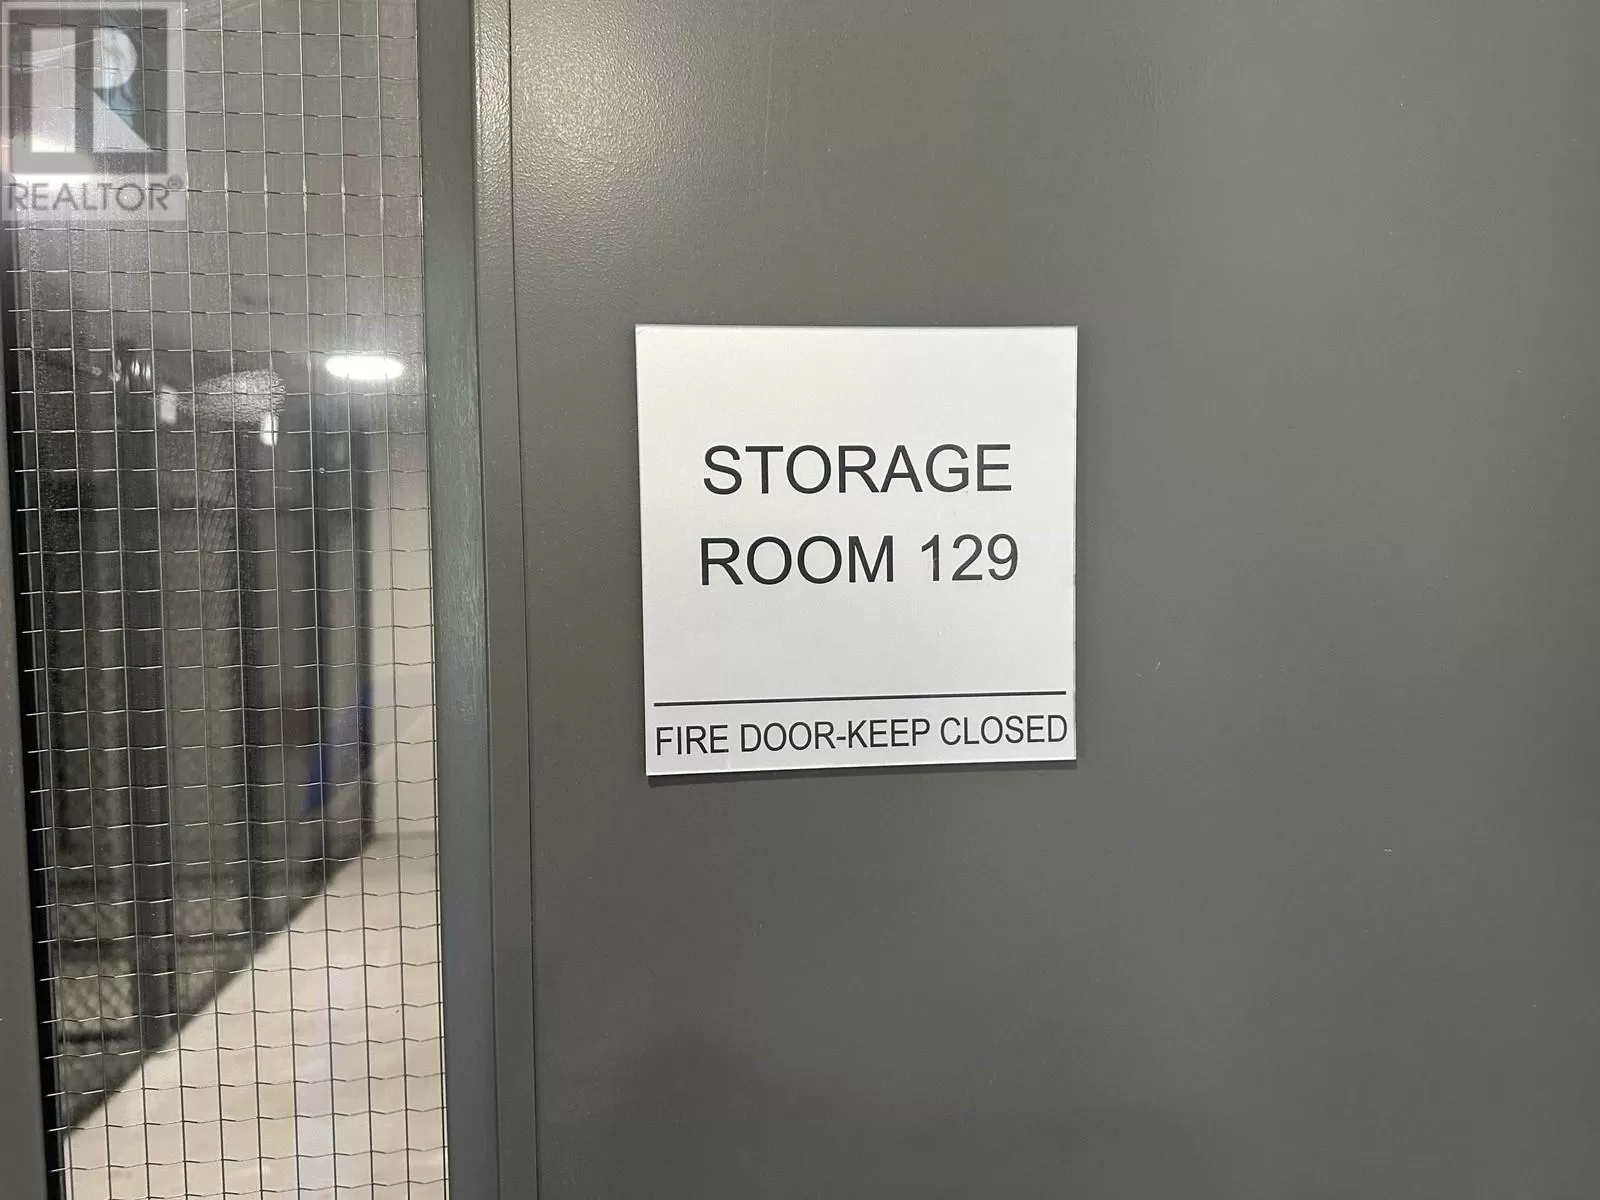 REALTOR®
STORAGE
ROOM 129
FIRE DOOR-KEEP CLOSED